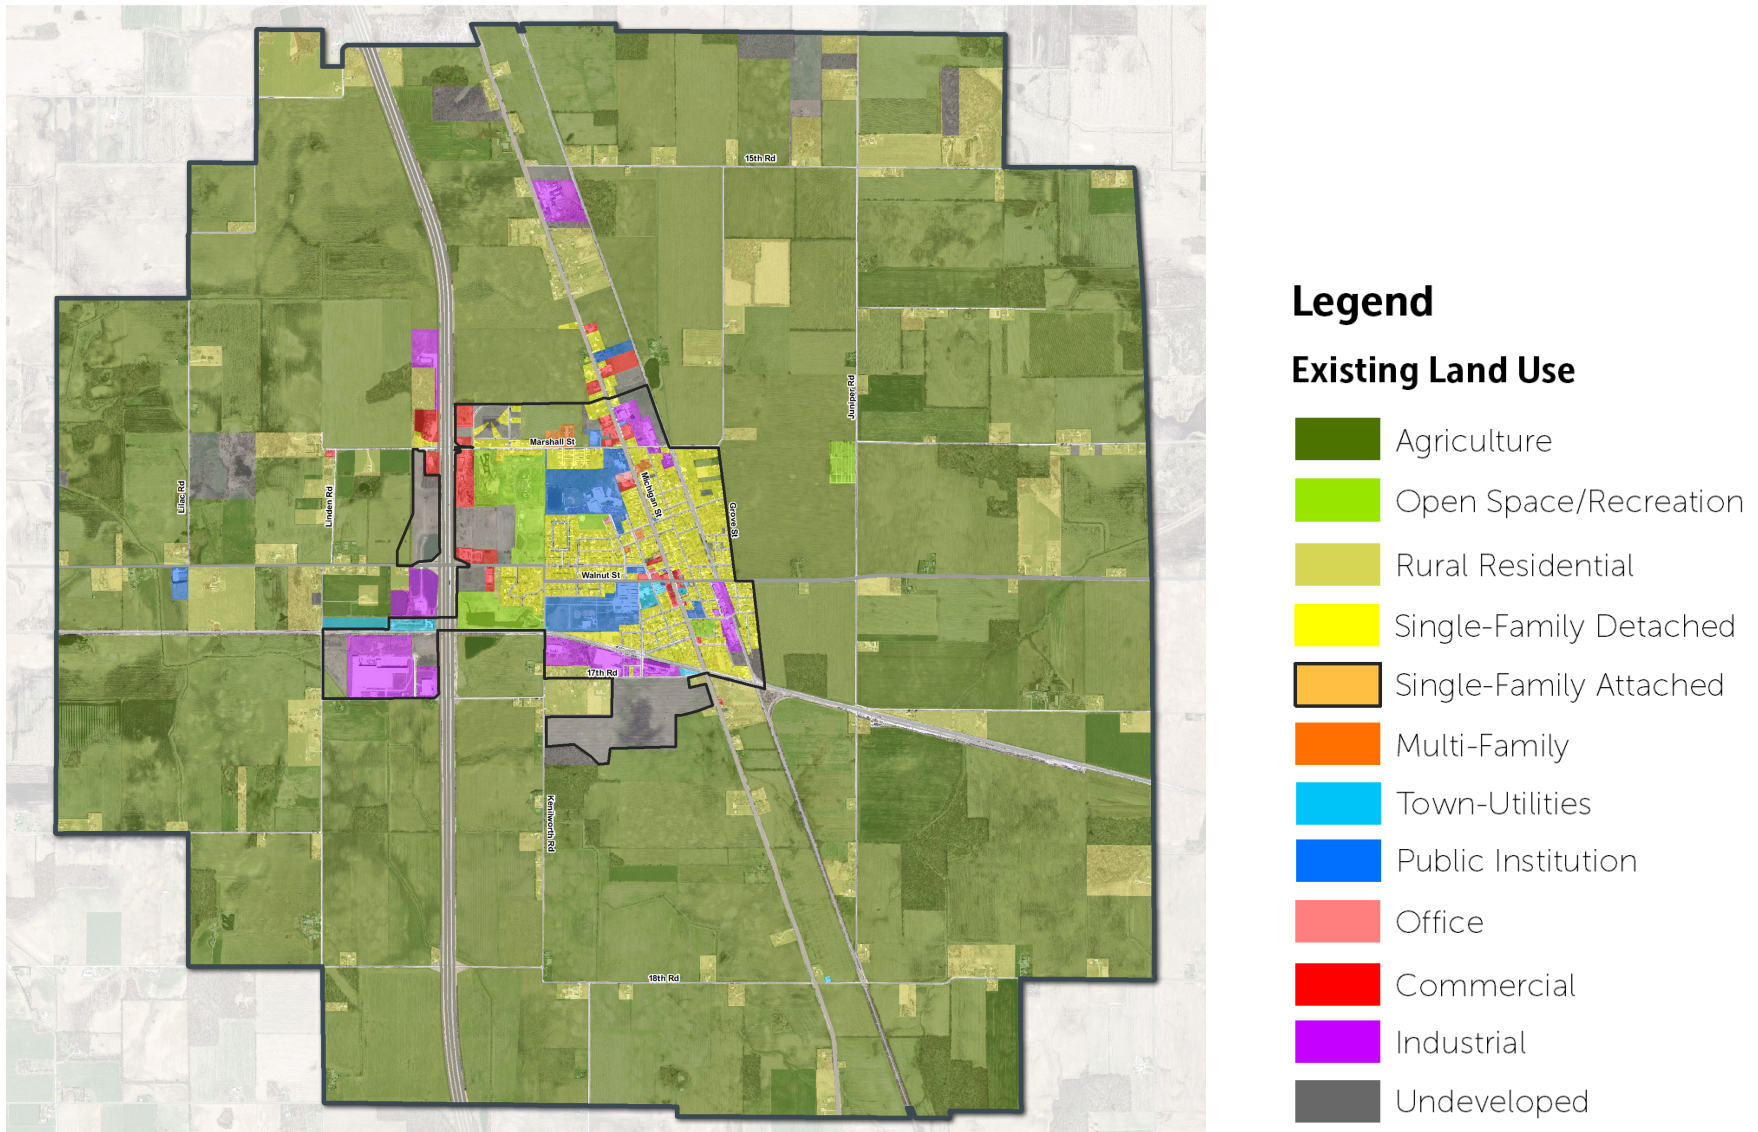 15th Rd
Juniper Rd
Marshall St
Lilac Rd
Linden Rd
Michigan St
Grove St
Walnut St
17th Rd
Kenilworth Rd
18th Rd
Legend
Existing Land Use
Agriculture
Open Space/Recreation
Rural Residential
Single-Family Detached
Single-Family Attached
Multi-Family
Town-Utilities
Public Institution
Office
Commercial
Industrial
Undeveloped